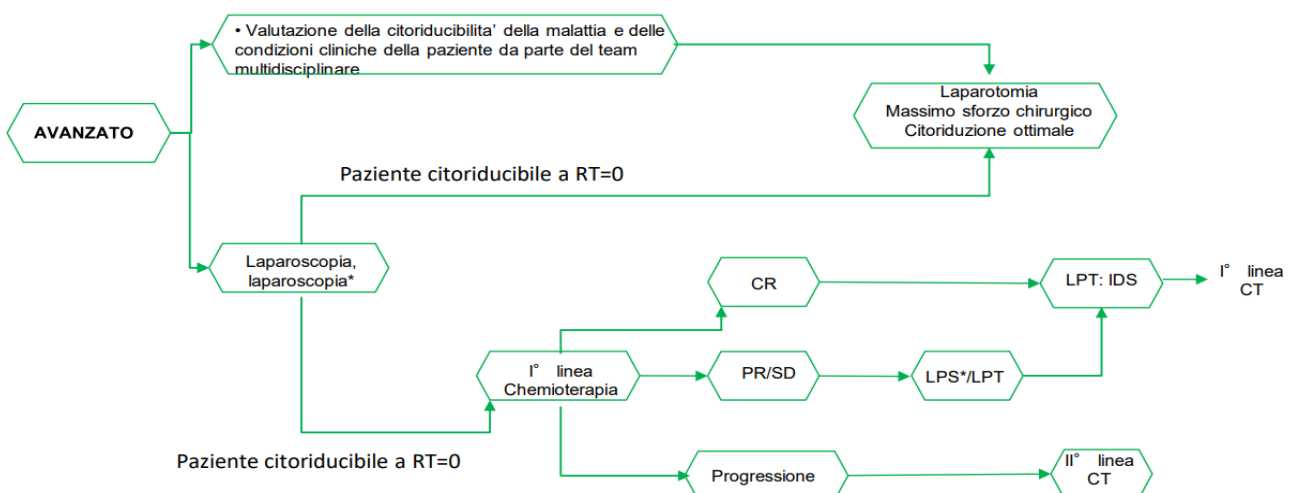 • Valutazione della citoriducibilita' della malattia e delle
condizioni cliniche della paziente da parte del team
multidisciplinare
Laparotomia
Massimo sforzo chirurgico
Citoriduzione ottimale
AVANZATO
Paziente citoriducibile a RT=0
Laparoscopia,
laparoscopia*
CR
LPT: IDS
I° linea
CT
I° linea
Chemioterapia
PR/SD
LPS*/LPT
Paziente citoriducibile a RT=0
Progressione
II° linea
CT